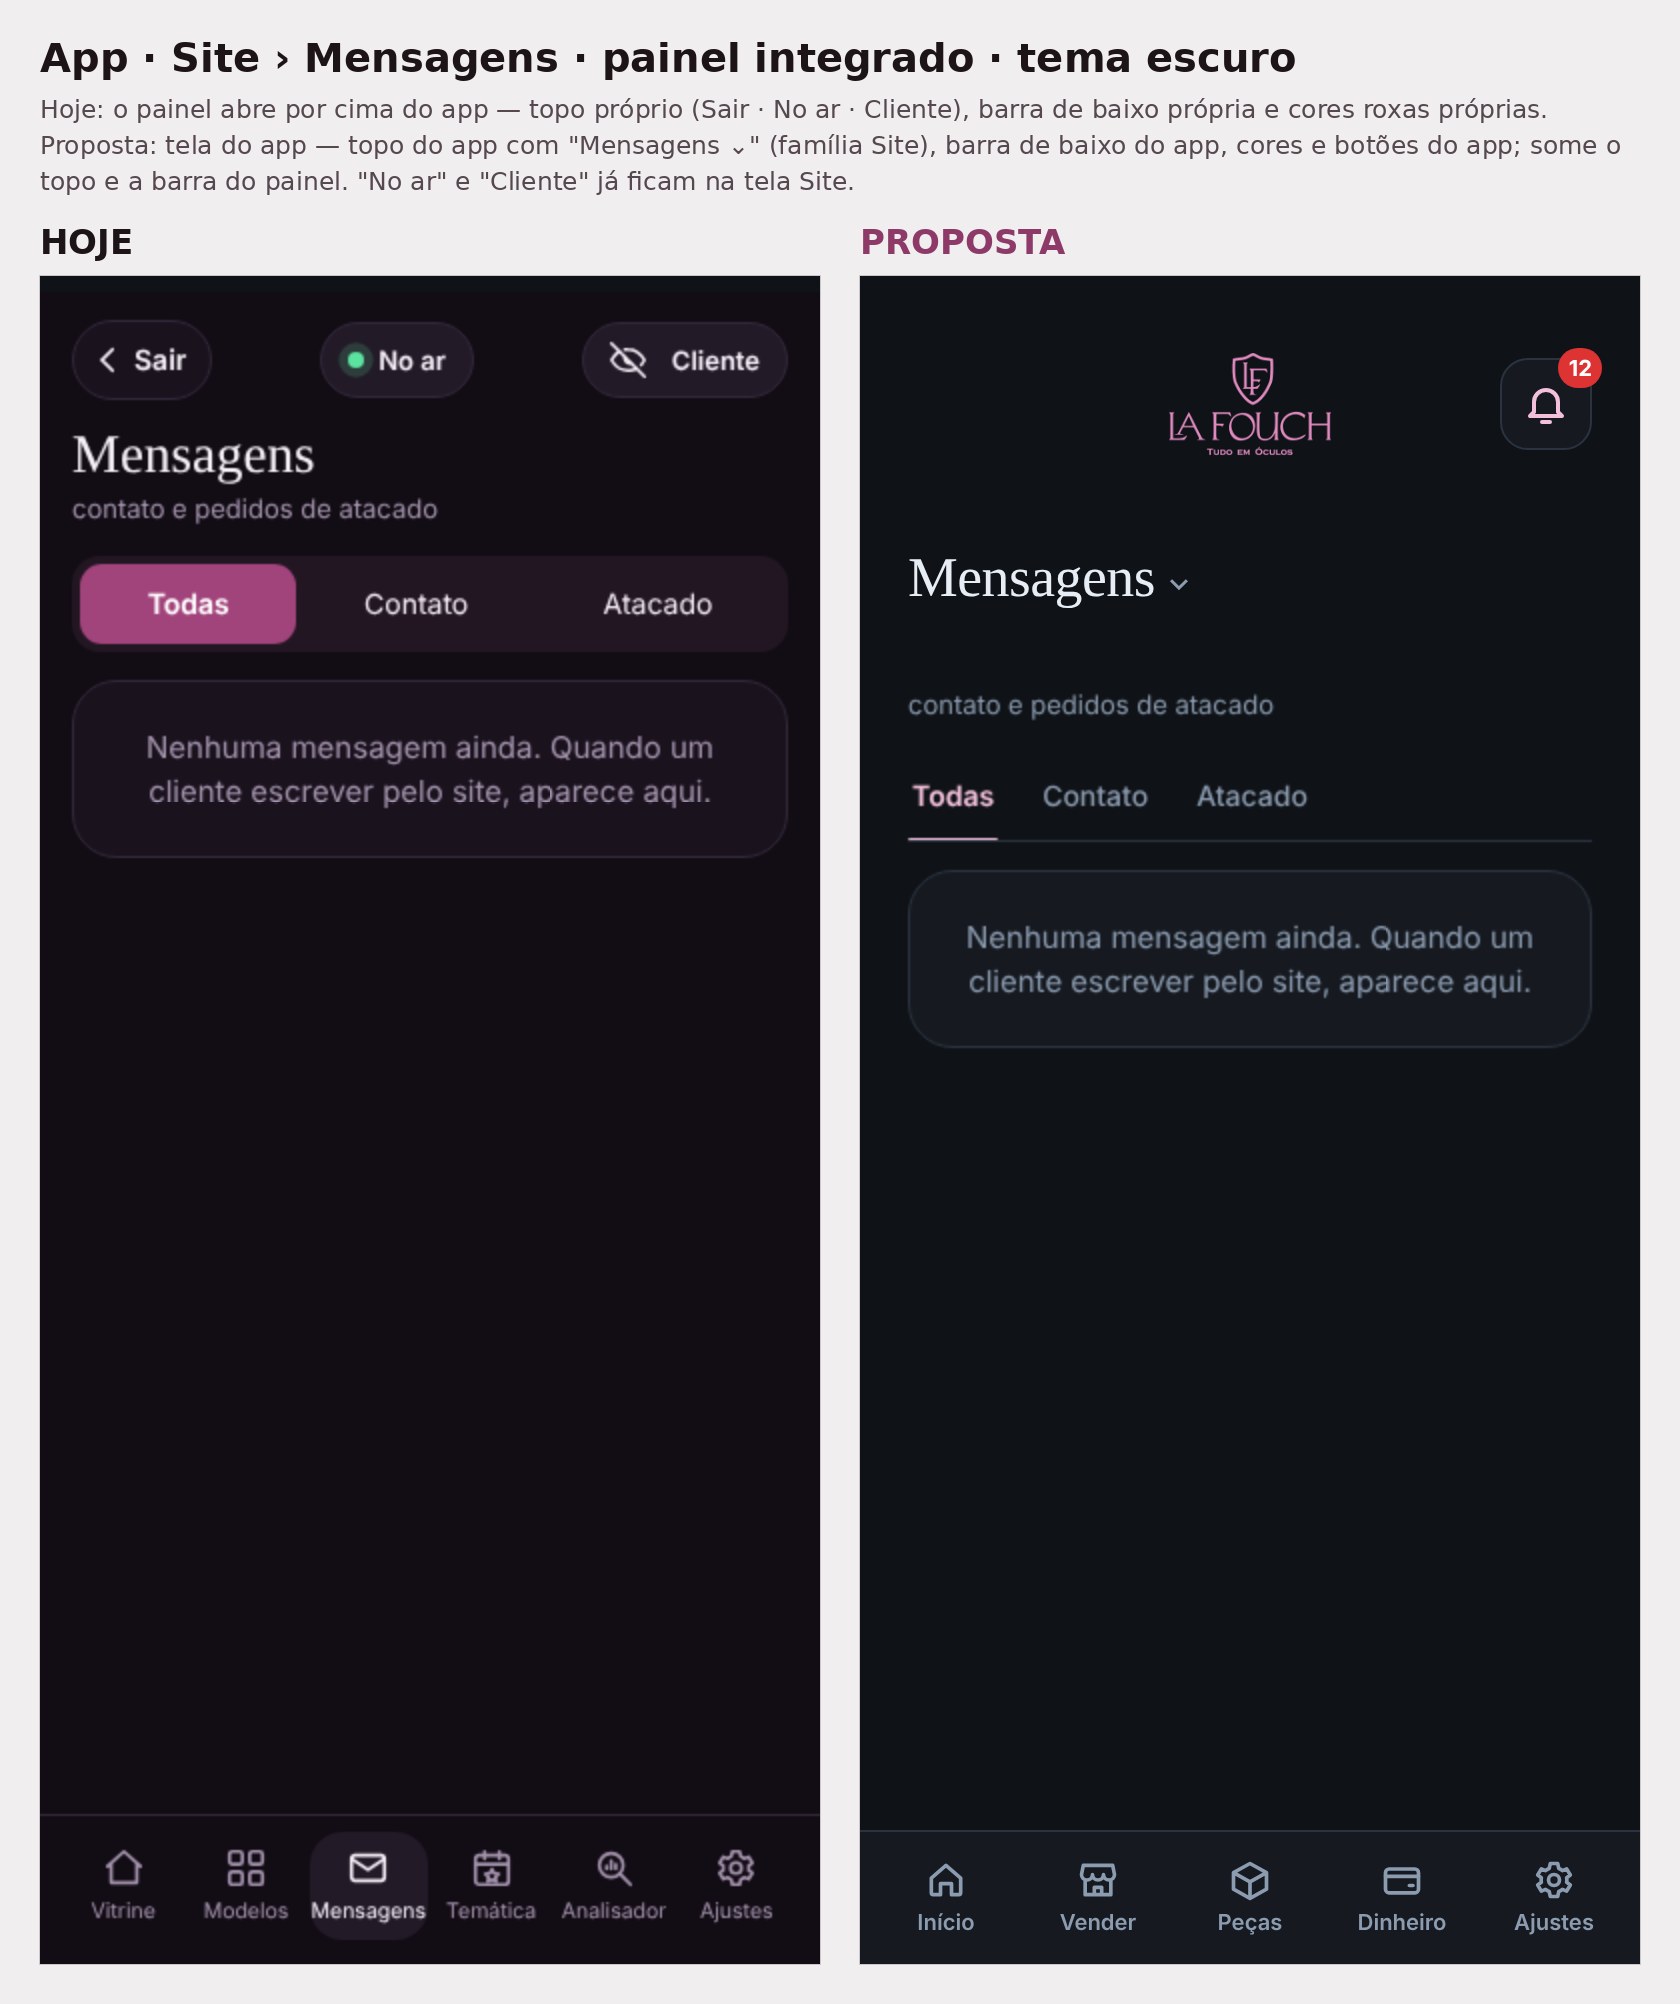 App · Site › Mensagens · painel integrado · tema escuro
Hoje: o painel abre por cima do app — topo próprio (Sair · No ar · Cliente), barra de baixo própria e cores roxas próprias.
Proposta: tela do app — topo do app com "Mensagens ⌄" (família Site), barra de baixo do app, cores e botões do app; some o
topo e a barra do painel. "No ar" e "Cliente" já ficam na tela Site.
HOJE
Sair
No ar
Cliente
Mensagens
contato e pedidos de atacado
Todas Contato Atacado
Nenhuma mensagem ainda. Quando um
cliente escrever pelo site, aparece aqui.
Vitrine Modelos Mensagens Temática Analisador Ajustes
PROPOSTA
LF
LA FOUCH
TUDO EM ÓCULOS
12
Mensagens
contato e pedidos de atacado
Todas Contato Atacado
Nenhuma mensagem ainda. Quando um
cliente escrever pelo site, aparece aqui.
Início Vender Peças Dinheiro Ajustes